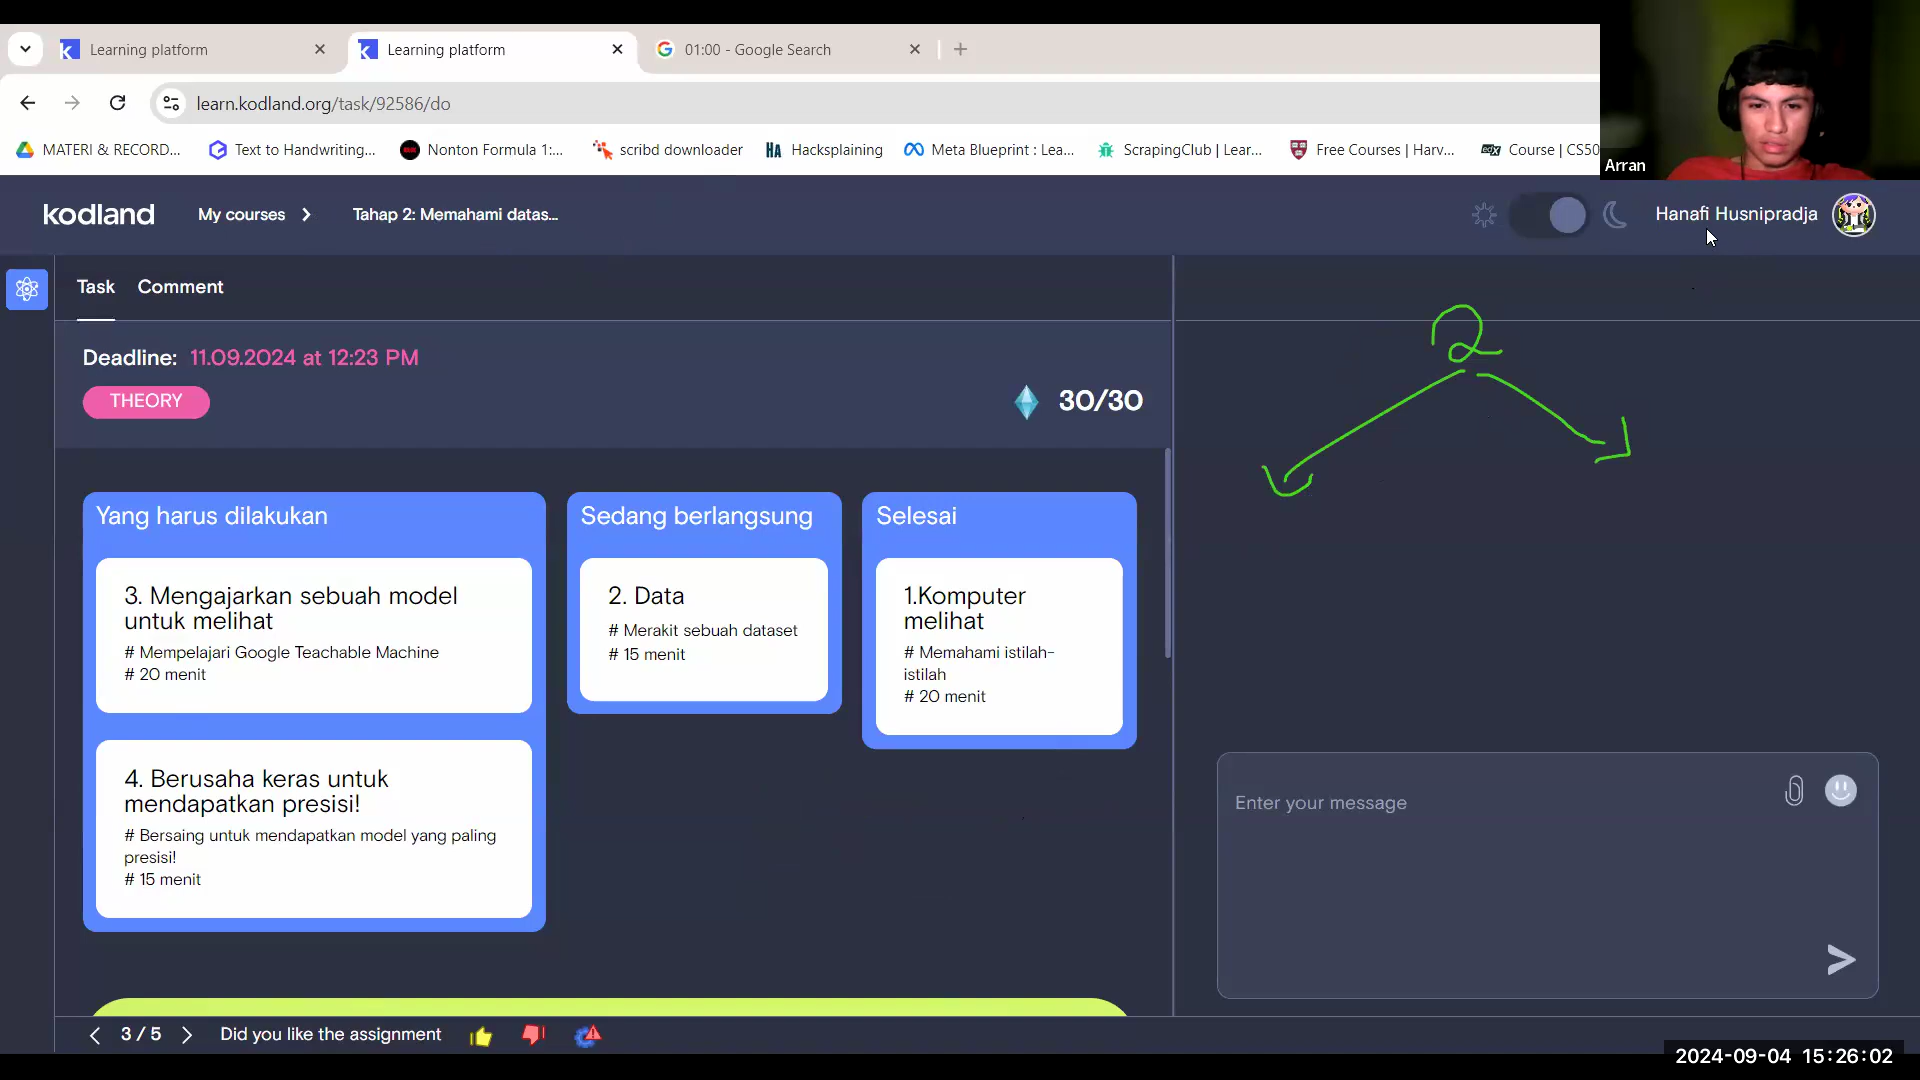 Learning platform
Learning platform
01:00 - Google Search
learn.kodland.org/task/92586/do
MATERI & RECORD...
Text to Handwriting...
Nonton Formula 1:...
scribd downloader
HA Hacksplaining
Meta Blueprint : Lea...
ScrapingClub | Lear...
Free Courses | Harv...
edX Course | CS50
Arran
kodland
My courses
Tahap 2: Memahami datas...
Hanafi Husnipradja
Task
Comment
Deadline: 11.09.2024 at 12:23 PM
THEORY
30/30
2
Yang harus dilakukan
3. Mengajarkan sebuah model
untuk melihat
# Mempelajari Google Teachable Machine
# 20 menit
4. Berusaha keras untuk
mendapatkan presisi!
# Bersaing untuk mendapatkan model yang paling
presisi!
# 15 menit
Sedang berlangsung
2. Data
# Merakit sebuah dataset
# 15 menit
Selesai
1.Komputer
melihat
# Memahami istilah-
istilah
# 20 menit
Enter your message
3 / 5
Did you like the assignment
2024-09-04 15:26:02